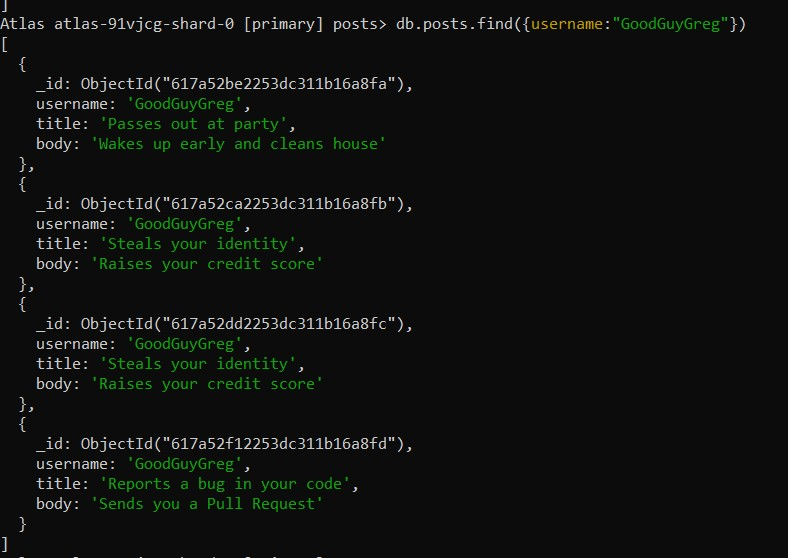 ]
Atlas atlas-91vjcg-shard-0 [primary] posts> db.posts.find({username:"GoodGuyGreg"})
[
  {
    _id: ObjectId("617a52be2253dc311b16a8fa"),
    username: 'GoodGuyGreg',
    title: 'Passes out at party',
    body: 'Wakes up early and cleans house'
  },
  {
    _id: ObjectId("617a52ca2253dc311b16a8fb"),
    username: 'GoodGuyGreg',
    title: 'Steals your identity',
    body: 'Raises your credit score'
  },
  {
    _id: ObjectId("617a52dd2253dc311b16a8fc"),
    username: 'GoodGuyGreg',
    title: 'Steals your identity',
    body: 'Raises your credit score'
  },
  {
    _id: ObjectId("617a52f12253dc311b16a8fd"),
    username: 'GoodGuyGreg',
    title: 'Reports a bug in your code',
    body: 'Sends you a Pull Request'
  }
]